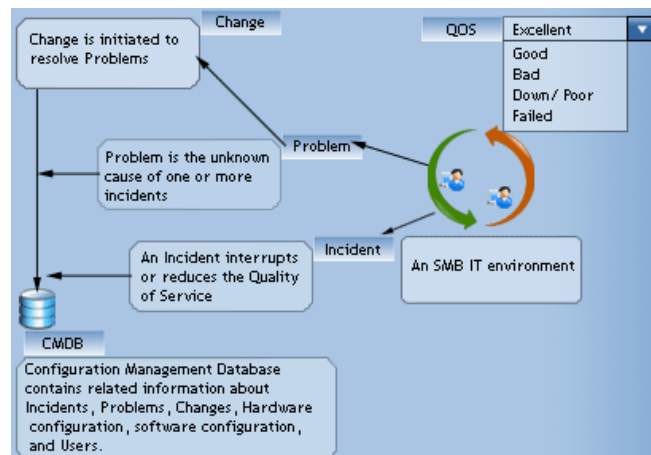 Change
Change is initiated to
resolve Problems
QOS
Excellent
Good
Bad
Down/ Poor
Failed
Problem
Problem is the unknown
cause of one or more
incidents
Incident
An Incident interrupts
or reduces the Quality
of Service
An SMB IT environment
CMDB
Configuration Management Database
contains related information about
Incidents, Problems, Changes, Hardware
configuration, software configuration,
and Users.